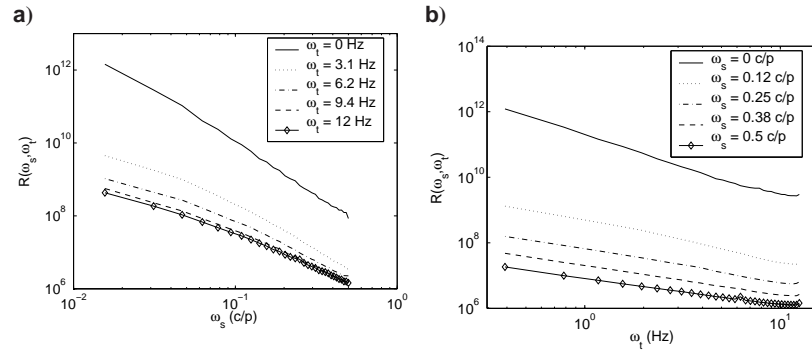 a)
R(ω_s,ω_t)
10^12
10^10
10^8
10^6
10^-2
10^-1
10^0
ω_s (c/p)
ω_t = 0 Hz
ω_t = 3.1 Hz
ω_t = 6.2 Hz
ω_t = 9.4 Hz
ω_t = 12 Hz
b)
R(ω_s,ω_t)
10^14
10^12
10^10
10^8
10^6
10^0
10^1
ω_t (Hz)
ω_s = 0 c/p
ω_s = 0.12 c/p
ω_s = 0.25 c/p
ω_s = 0.38 c/p
ω_s = 0.5 c/p